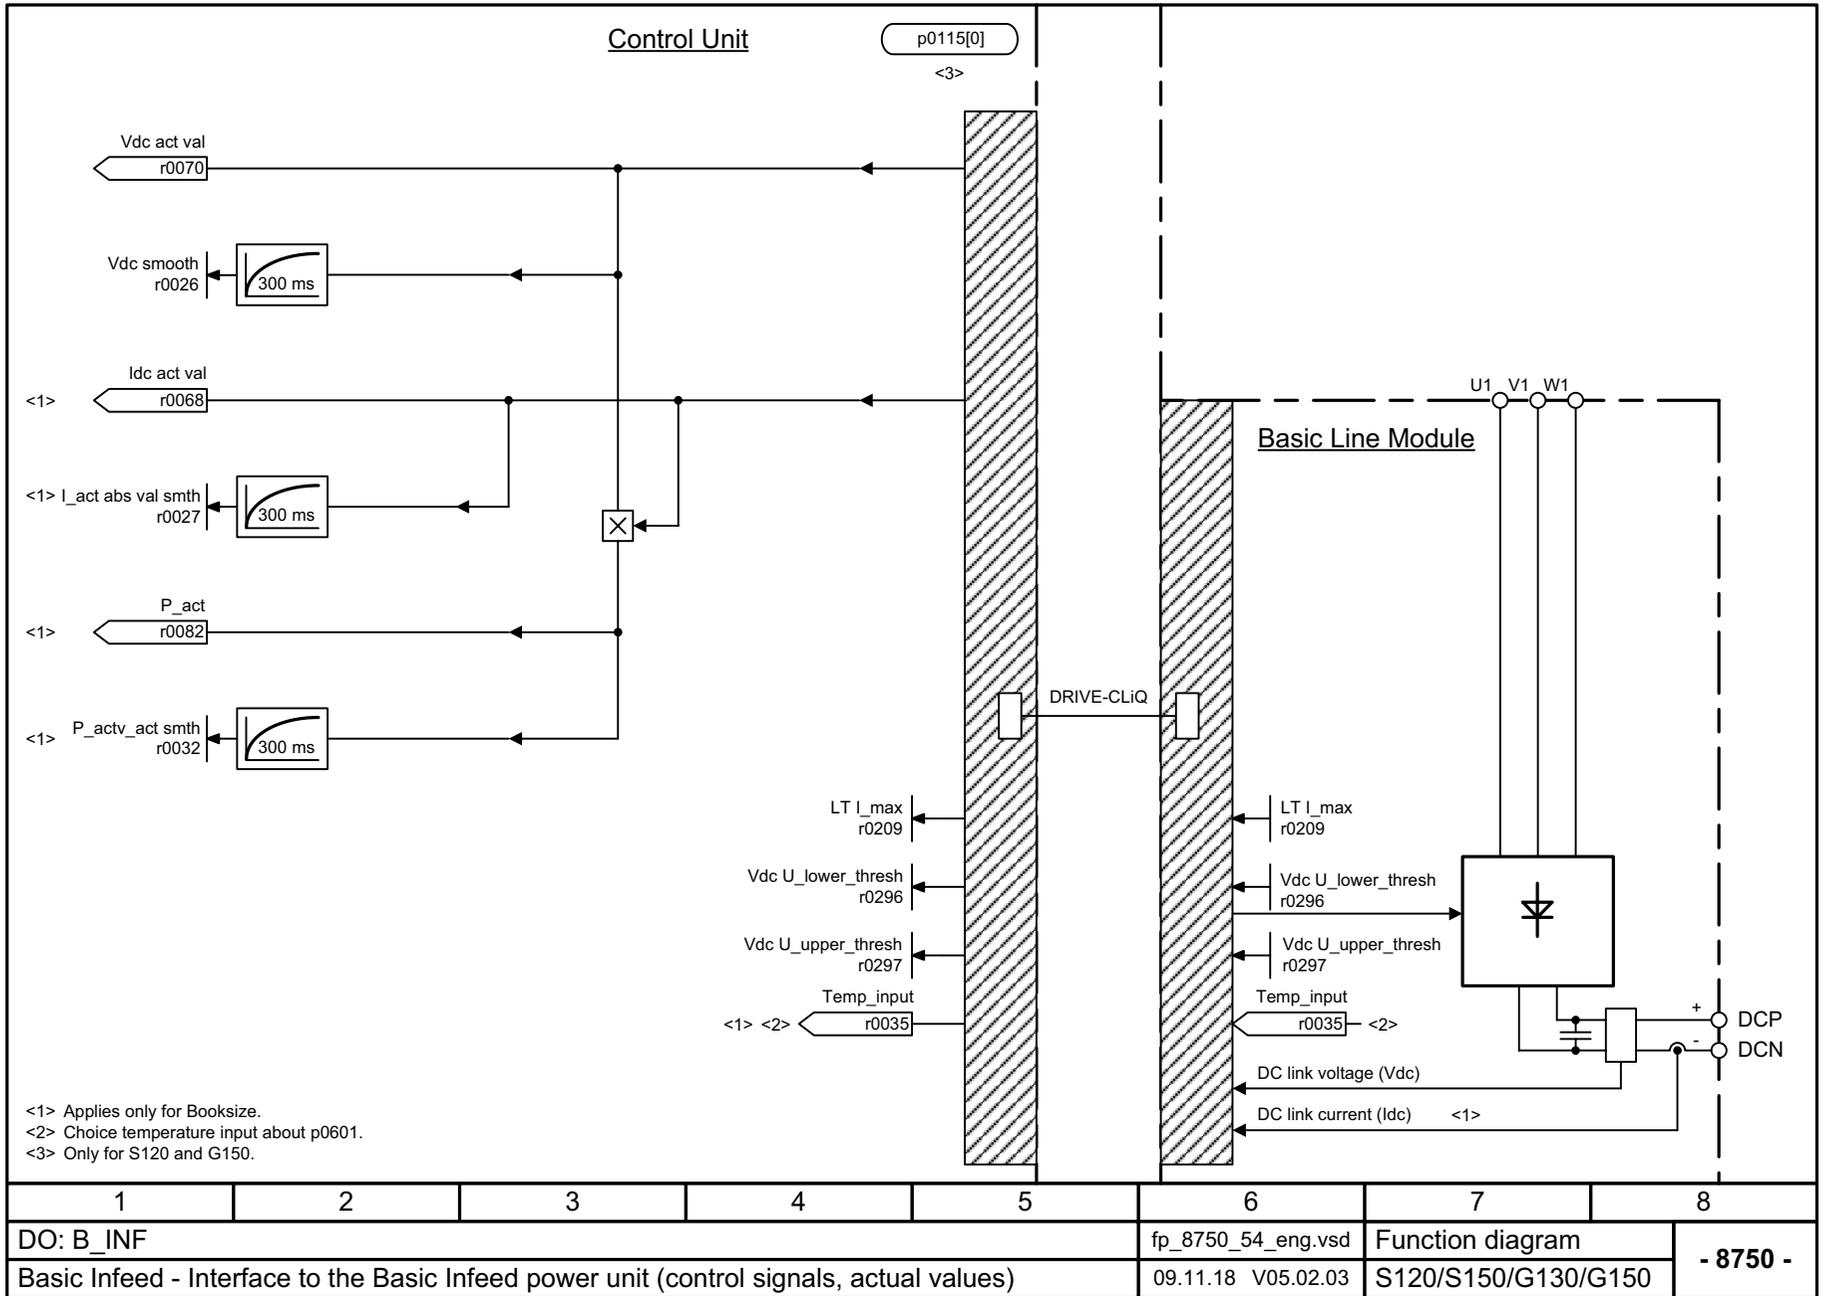 Control Unit
p0115[0]
<3>
Vdc act val
r0070
Vdc smooth
r0026
300 ms
Idc act val
<1>
r0068
U1 V1 W1
Basic Line Module
<1> I_act abs val smth
r0027
300 ms
P_act
<1>
r0082
DRIVE-CLiQ
<1>
P_actv_act smth
r0032
300 ms
LT I_max
r0209
LT I_max
r0209
Vdc U_lower_thresh
r0296
Vdc U_lower_thresh
r0296
Vdc U_upper_thresh
r0297
Vdc U_upper_thresh
r0297
Temp_input
<1> <2>
r0035
Temp_input
r0035
<2>
+
DCP
-
DCN
DC link voltage (Vdc)
DC link current (Idc) <1>
<1> Applies only for Booksize.
<2> Choice temperature input about p0601.
<3> Only for S120 and G150.
1 2 3 4 5 6 7 8
DO: B_INF
fp_8750_54_eng.vsd
Function diagram
- 8750 -
Basic Infeed - Interface to the Basic Infeed power unit (control signals, actual values)
09.11.18 V05.02.03
S120/S150/G130/G150